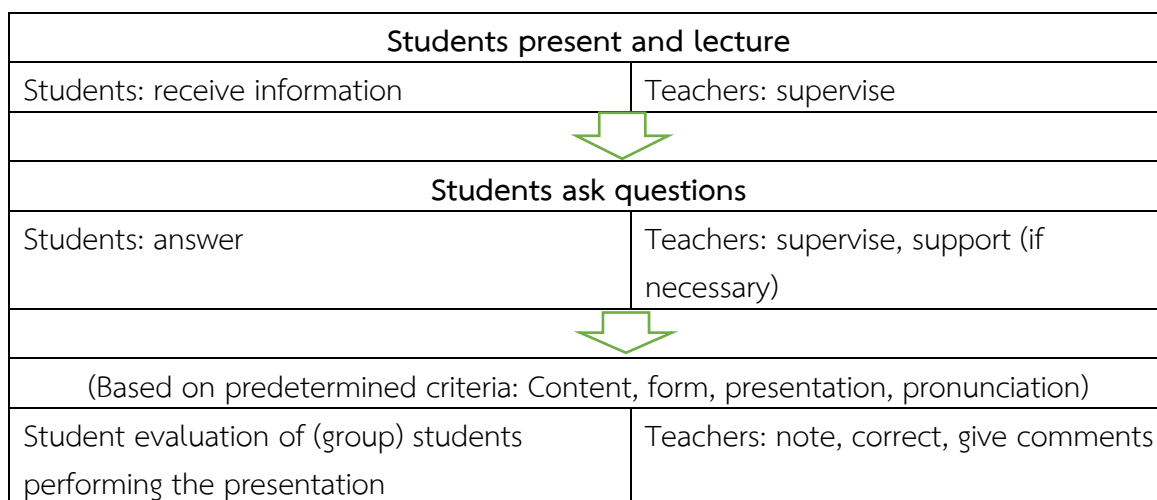 Students present and lecture
Students: receive information
Teachers: supervise
Students ask questions
Students: answer
Teachers: supervise, support (if
necessary)
(Based on predetermined criteria: Content, form, presentation, pronunciation)
Student evaluation of (group) students
performing the presentation
Teachers: note, correct, give comments